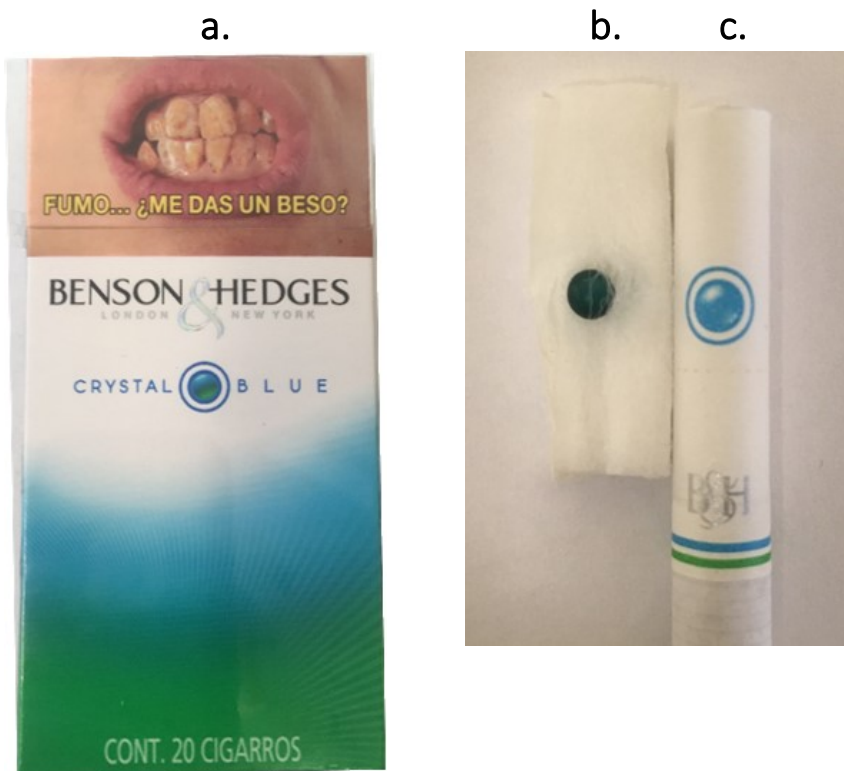 a.
b.
c.
FUMO... ¿ME DAS UN BESO?
BENSON & HEDGES
LONDON NEW YORK
CRYSTAL BLUE
CONT. 20 CIGARROS
B&H